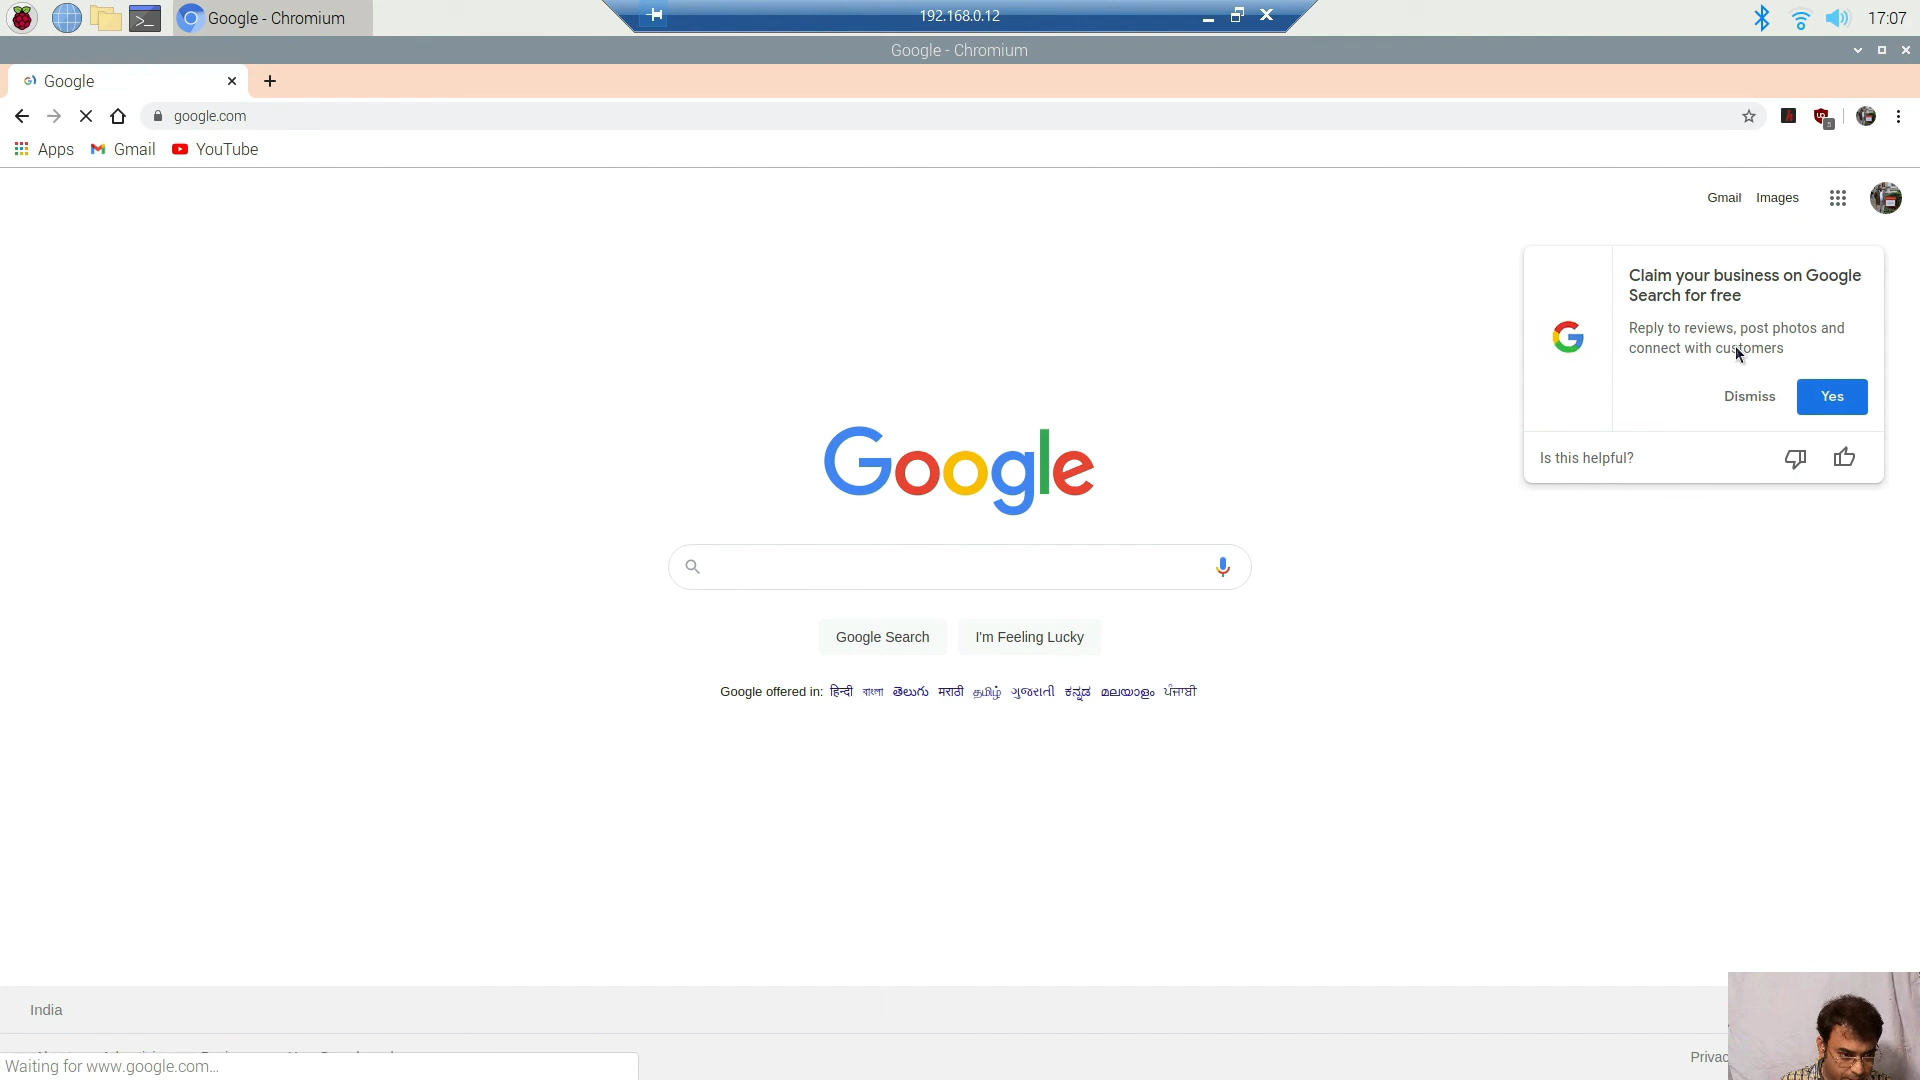 Google - Chromium
192.168.0.12
17:07
Google - Chromium
Google
google.com
Apps
Gmail
YouTube
Gmail
Images
Claim your business on Google
Search for free
Reply to reviews, post photos and
connect with customers
Dismiss
Yes
Is this helpful?
Google
Google Search
I'm Feeling Lucky
Google offered in: हिन्दी বাংলা తెలుగు मराठी தமிழ் ગુજરાતી ಕನ್ನಡ മലയാളം ਪੰਜਾਬੀ
India
Waiting for www.google.com...